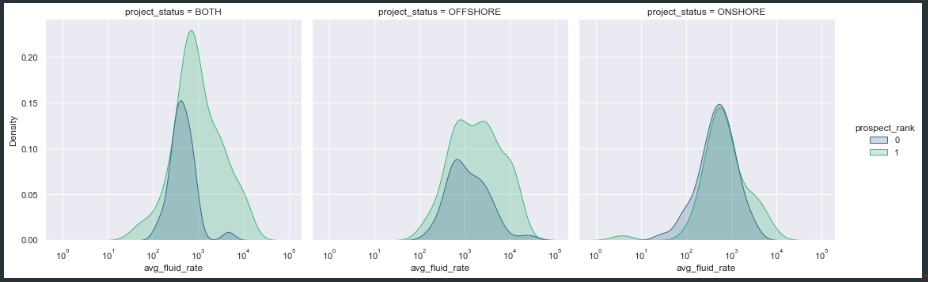 project_status = BOTH
project_status = OFFSHORE
project_status = ONSHORE
0.20
0.15
0.10
0.05
0.00
Density
10⁰ 10¹ 10² 10³ 10⁴ 10⁵
10⁰ 10¹ 10² 10³ 10⁴ 10⁵
10⁰ 10¹ 10² 10³ 10⁴ 10⁵
avg_fluid_rate
avg_fluid_rate
avg_fluid_rate
prospect_rank
0
1